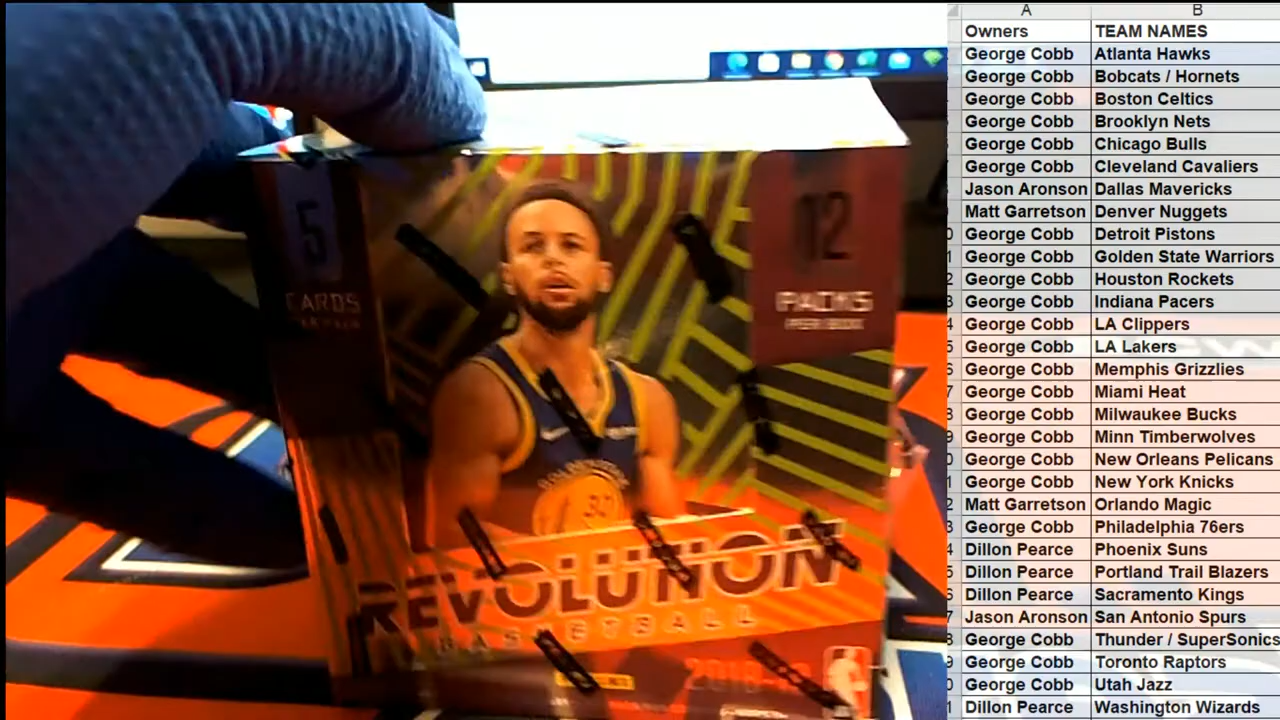 5
CARDS
12
PACKS
PER BOX
30
REVOLUTION
BASKETBALL
PANINI
A B
Owners TEAM NAMES
George Cobb Atlanta Hawks
George Cobb Bobcats / Hornets
George Cobb Boston Celtics
George Cobb Brooklyn Nets
George Cobb Chicago Bulls
George Cobb Cleveland Cavaliers
Jason Aronson Dallas Mavericks
Matt Garretson Denver Nuggets
George Cobb Detroit Pistons
George Cobb Golden State Warriors
George Cobb Houston Rockets
George Cobb Indiana Pacers
George Cobb LA Clippers
George Cobb LA Lakers
George Cobb Memphis Grizzlies
George Cobb Miami Heat
George Cobb Milwaukee Bucks
George Cobb Minn Timberwolves
George Cobb New Orleans Pelicans
George Cobb New York Knicks
Matt Garretson Orlando Magic
George Cobb Philadelphia 76ers
Dillon Pearce Phoenix Suns
Dillon Pearce Portland Trail Blazers
Dillon Pearce Sacramento Kings
Jason Aronson San Antonio Spurs
George Cobb Thunder / SuperSonics
George Cobb Toronto Raptors
George Cobb Utah Jazz
Dillon Pearce Washington Wizards